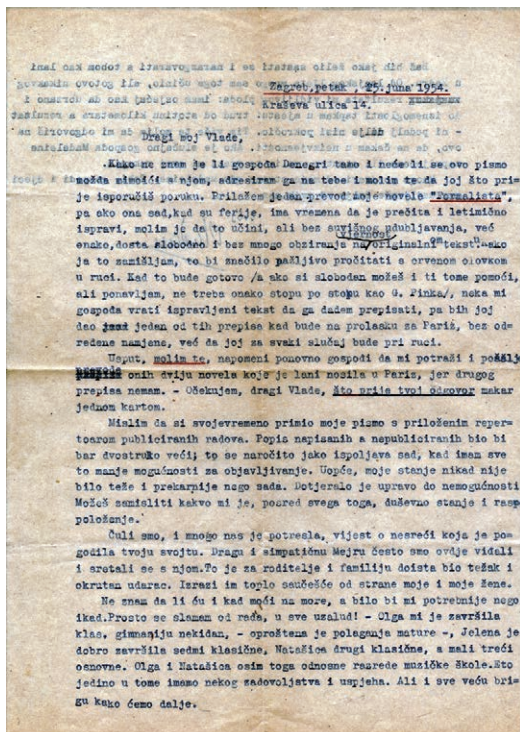 Zagreb,petak , 25.juna 1954.
Araševa ulica 14.
Dragi moj Vlade,
Kako ne znam je li gospođa Denegri tamo i neće li se ovo pismo
možda mimoići s njom, adresiram ga na tebe i molim te da joj što pri-
je isporučiš poruku. Prilažem jedan prevod moje novele "Formalista",
pa ako ona sad,kad su ferije, ima vremena da je prečita i letimično
ispravi, molim je da to učini, ali bez suvišnog udubljavanja, već
vjernost
onako,dosta slobodno i bez mnogo obziranja na/originalnom tekstu.Kako
ja to zamišljam, to bi značilo pažljivo pročitati s crvenom olovkom
u ruci. Kad to bude gotovo /a ako si slobodan možeš i ti tome pomoći,
ali ponavljam, ne treba onako stopu po stopu kao G. Pinka/, neka mi
gospođa vrati ispravljeni tekst da ga dadem prepisati, pa bih joj
dao jedan od tih prepisa kad bude na prolasku za Pariz, bez od-
ređene namjene, već da joj za svaki slučaj bude pri ruci.
Usput, molim te, napomeni ponovno gospođi da mi potraži i pošalje
onih dviju novela koje je lani nosila u Paris, jer drugog
prepisa nemam. - Očekujem, dragi Vlade, što prije tvoj odgovor makar
jednom kartom.
Mislim da si svojevremeno primio moje pismo s priloženim reper-
toarom publiciranih radova. Popis napisanih a nepubliciranih bio bi
bar dvostruko veći; to se naročito jako ispoljava sad, kad imam sve
to manje mogućnosti za objavljivanje. Uopće, moje stanje nikad nije
bilo teže i prekarnije nego sada. Dotjeralo je upravo do nemogućnosti.
Možeš zamisliti kakvo mi je, pored svega toga, duševno stanje i rasp
položenje.
Čuli smo, i mnogo nas je potresla, vijest o nesreći koja je po-
godila tvoju svojtu. Dragu i simpatičnu Mejru često smo ovdje viđali
i sretali se s njom.To je za roditelje i familiju doista bio težak i
okrutan udarac. Izrazi im toplo saučešće od strane moje i moje žene.
Ne znam da li ću i kad moći na more, a bilo bi mi potrebnije nego
ikad.Prosto se slamam od rada, u sve uzalud! - Olga mi je završila
klas. gimnaziju nekidan, - oproštena je polaganja mature -, Jelena je
dobro završila sedmi klasične, Natašica drugi klasične, a mali treći
osnovne. Olga i Natašica osim toga odnosne razrede muzičke škole.Eto
jedino u tome imamo nekog zadovoljstva i uspjeha. Ali i sve veću bri-
gu kako ćemo dalje.